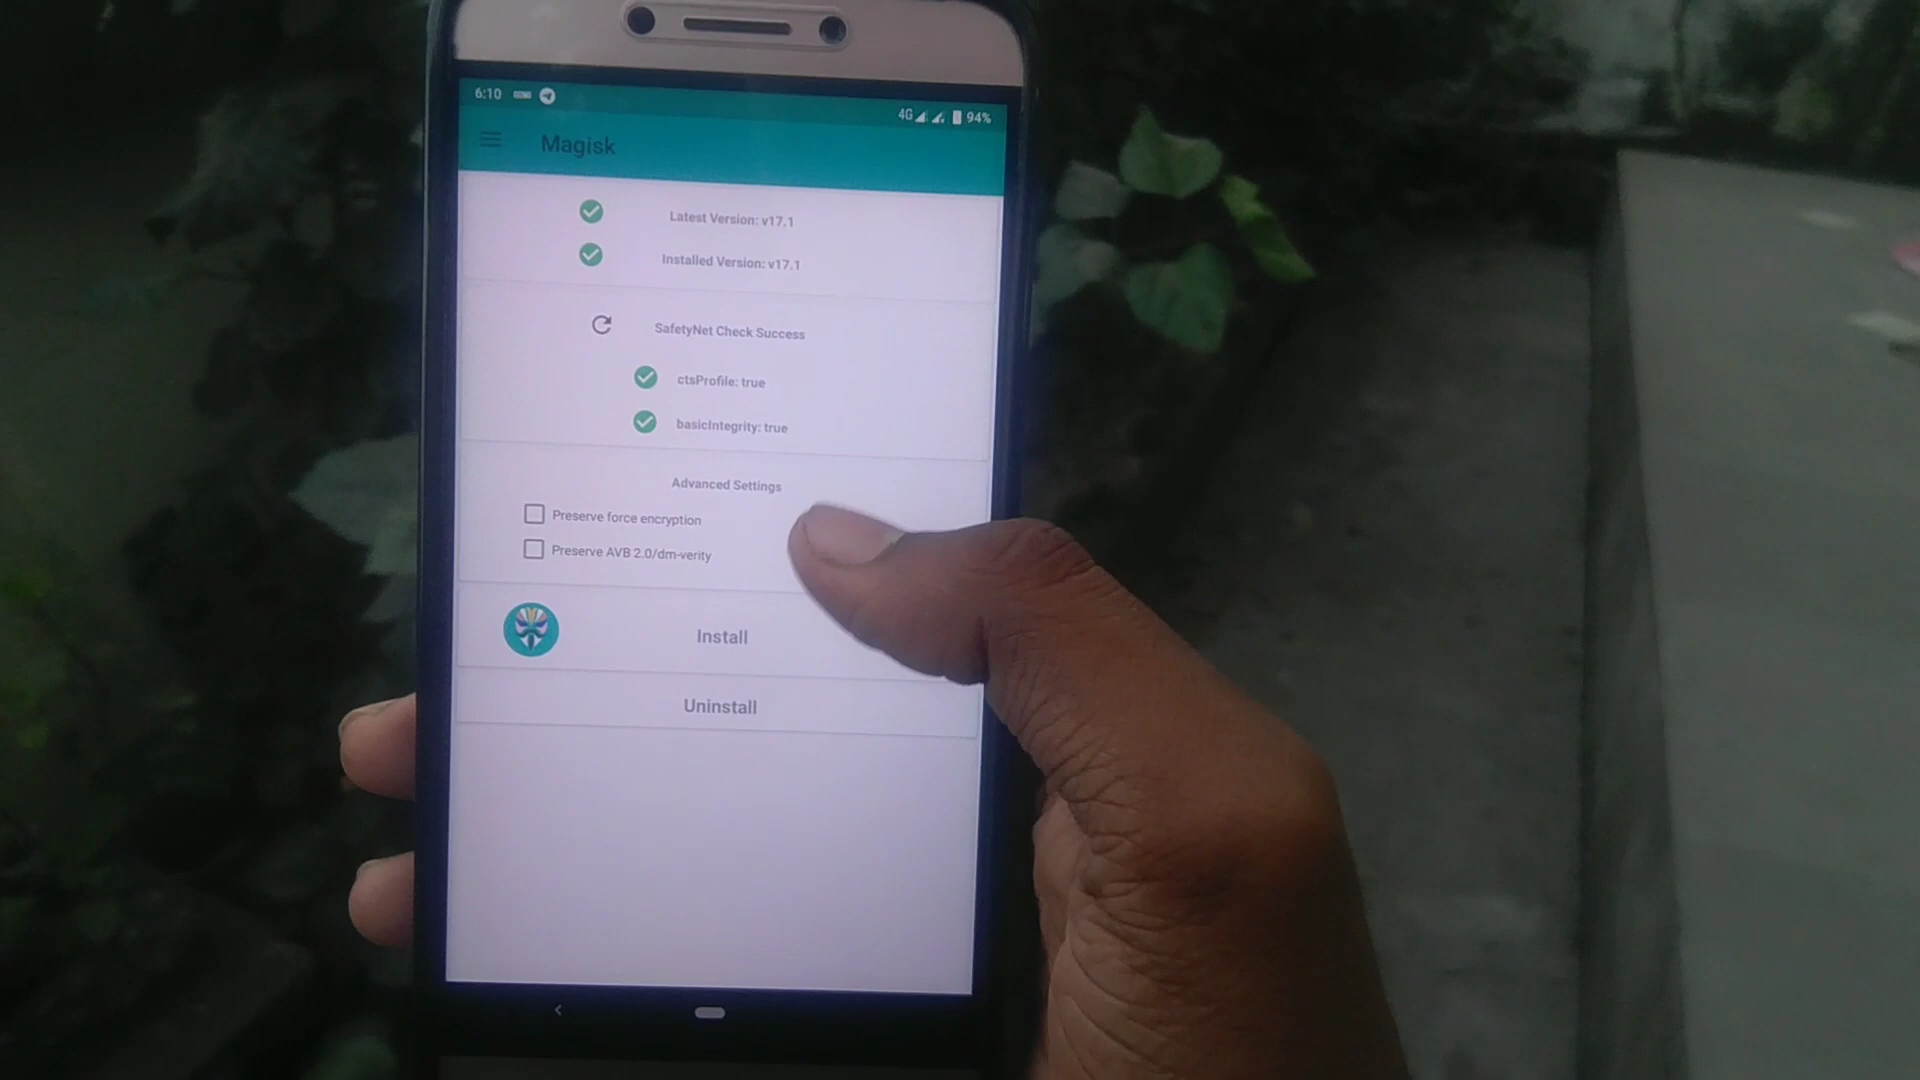 6:10
4G 94%
Magisk
Latest Version: v17.1
Installed Version: v17.1
SafetyNet Check Success
ctsProfile: true
basicIntegrity: true
Advanced Settings
Preserve force encryption
Preserve AVB 2.0/dm-verity
Install
Uninstall